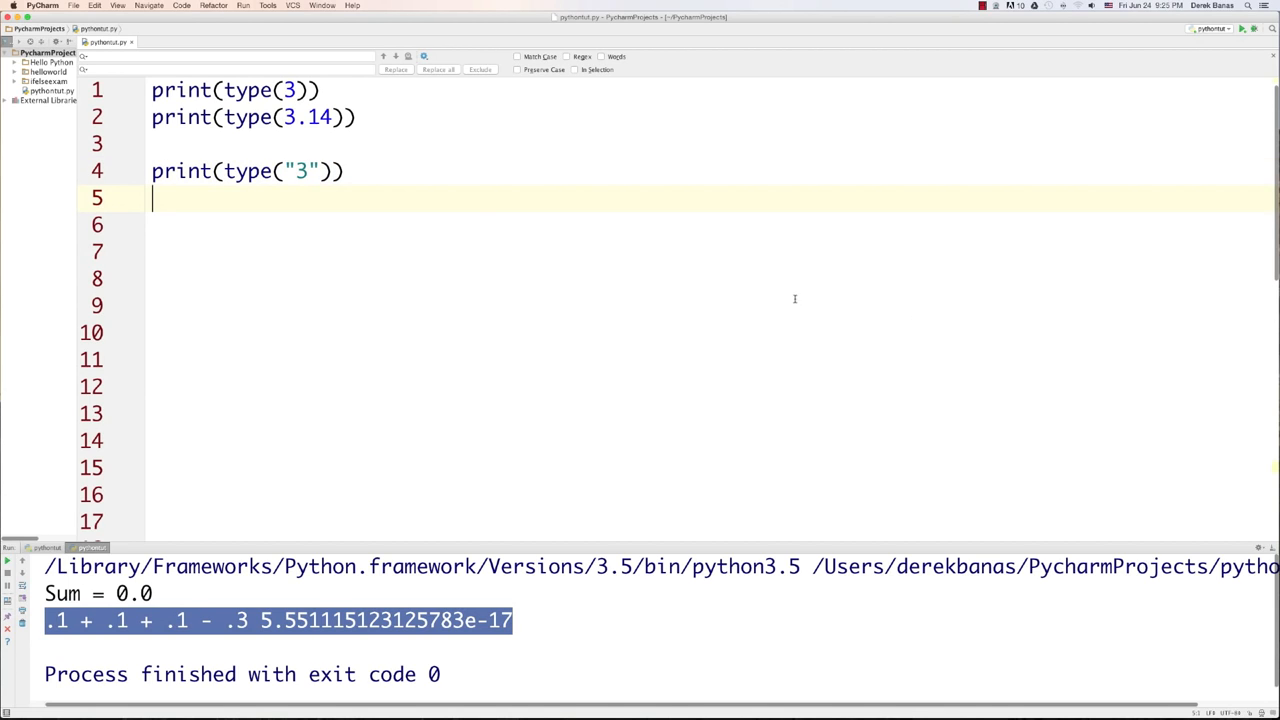 PyCharm File Edit View Navigate Code Refactor Run Tools VCS Window Help
10 Fri Jun 24 9:25 PM Derek Banas
pythontut.py - PycharmProjects - [~/PycharmProjects]
PycharmProjects pythontut.py pythontut
pythontut.py
PycharmProject
Hello Python
helloworld
ifelseexam
pythontut.py
External Librarie
Match Case Regex Words
Replace Replace all Exclude Preserve Case In Selection
1 print(type(3))
2 print(type(3.14))
3
4 print(type("3"))
5
6
7
8
9
10
11
12
13
14
15
16
17
Run: pythontut pythontut
/Library/Frameworks/Python.framework/Versions/3.5/bin/python3.5 /Users/derekbanas/PycharmProjects/pytho
Sum = 0.0
.1 + .1 + .1 - .3 5.551115123125783e-17
Process finished with exit code 0
5:1 LF÷ UTF-8÷